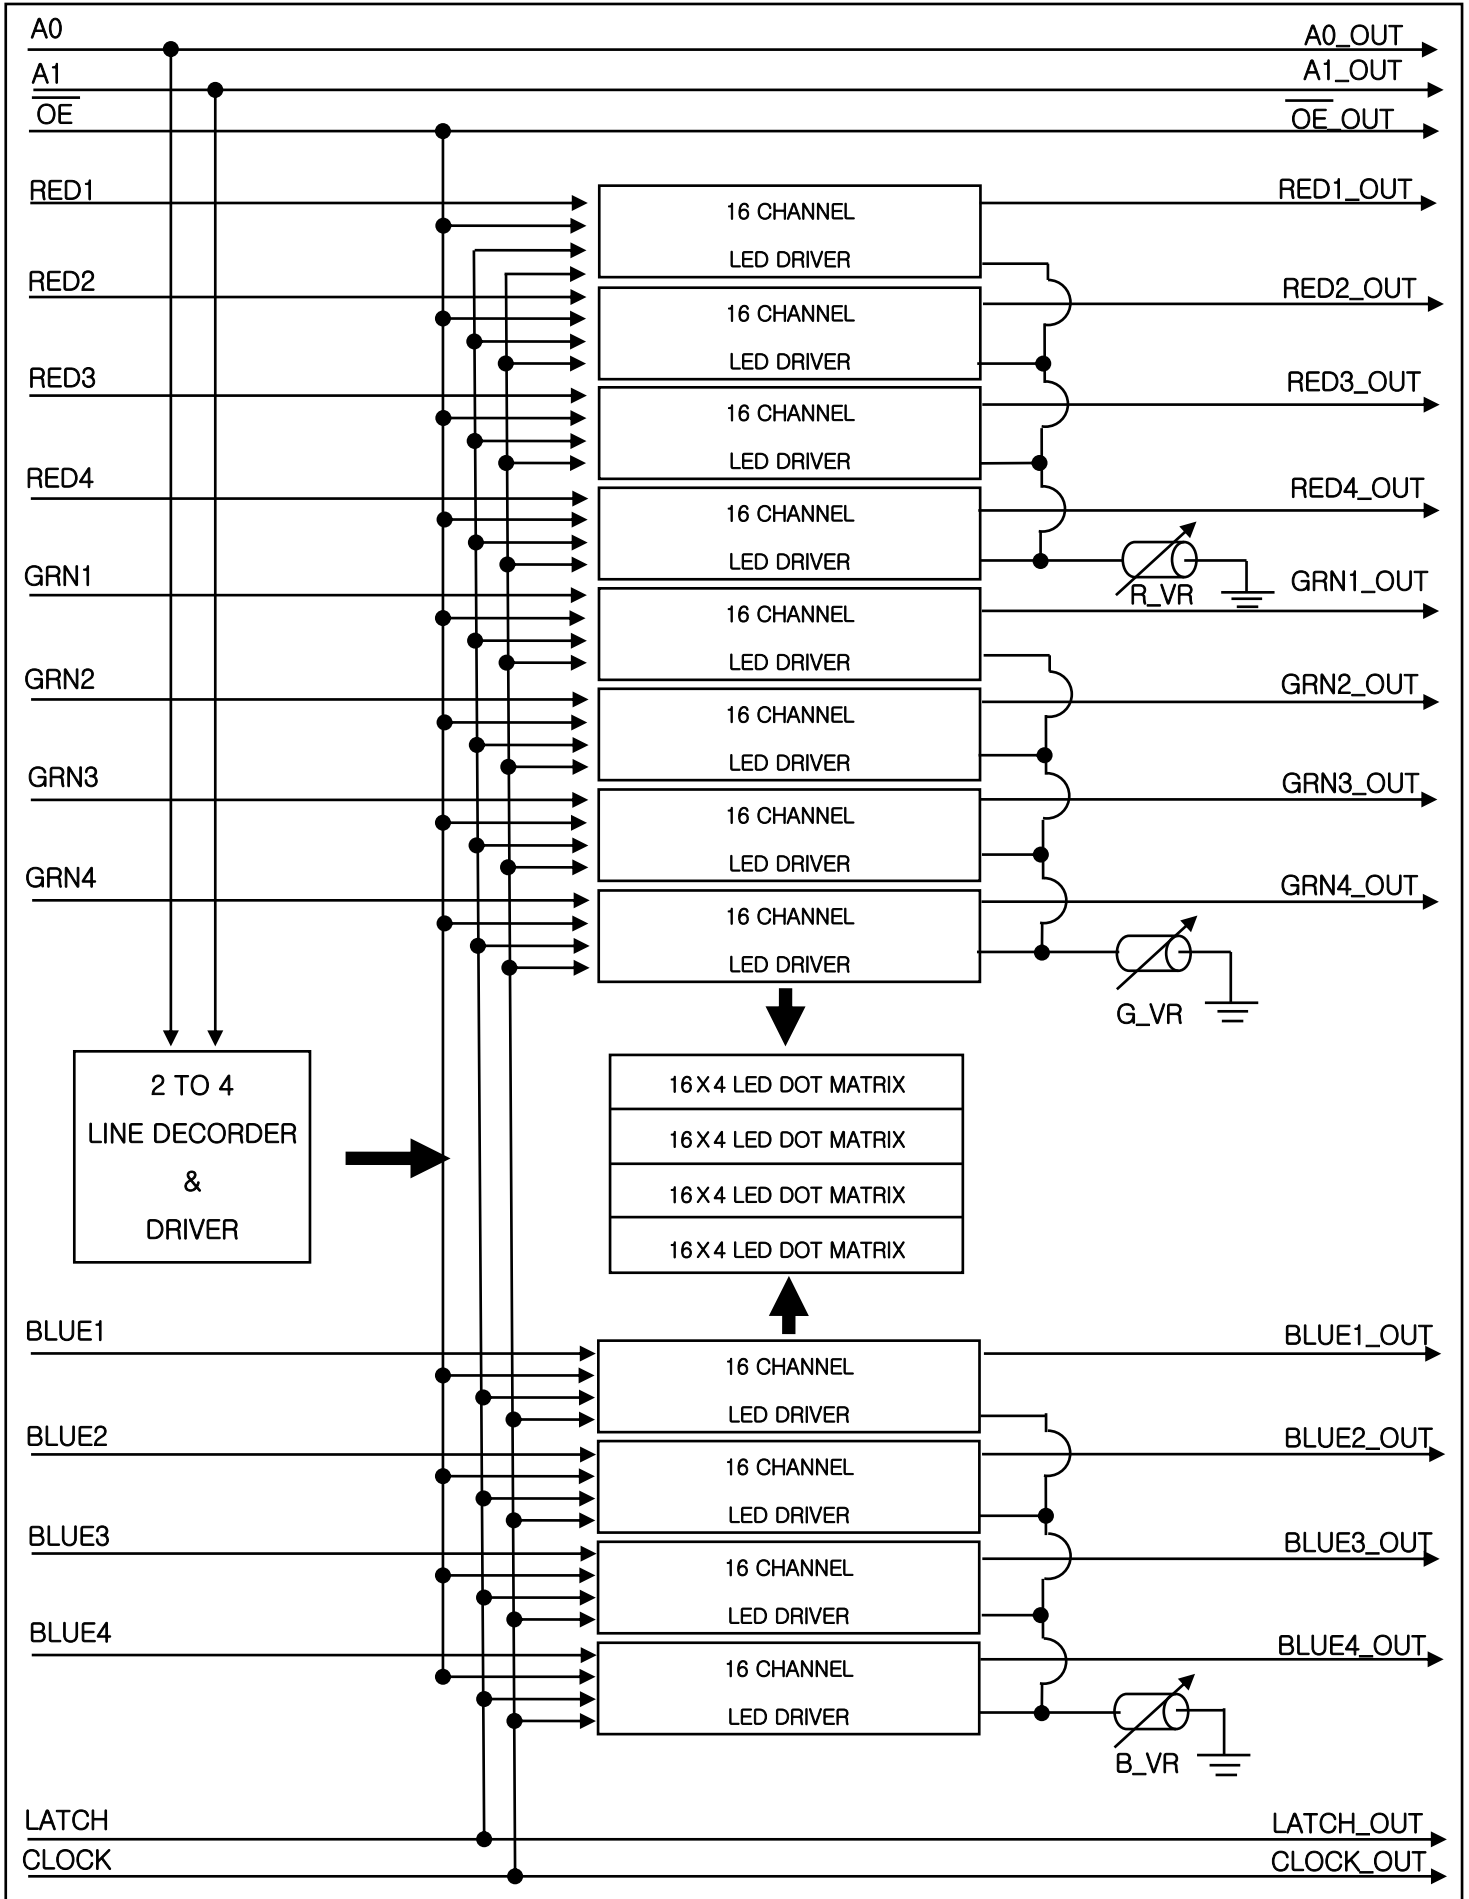 A0 A0_OUT
A1 A1_OUT
OE OE_OUT
RED1 RED1_OUT
16 CHANNEL
LED DRIVER
RED2 RED2_OUT
16 CHANNEL
LED DRIVER
RED3 RED3_OUT
16 CHANNEL
LED DRIVER
RED4 RED4_OUT
16 CHANNEL
LED DRIVER
R_VR
GRN1 GRN1_OUT
16 CHANNEL
LED DRIVER
GRN2 GRN2_OUT
16 CHANNEL
LED DRIVER
GRN3 GRN3_OUT
16 CHANNEL
LED DRIVER
GRN4 GRN4_OUT
16 CHANNEL
LED DRIVER
G_VR
2 TO 4
LINE DECORDER
&
DRIVER
16X4 LED DOT MATRIX
16X4 LED DOT MATRIX
16X4 LED DOT MATRIX
16X4 LED DOT MATRIX
BLUE1 BLUE1_OUT
16 CHANNEL
LED DRIVER
BLUE2 BLUE2_OUT
16 CHANNEL
LED DRIVER
BLUE3 BLUE3_OUT
16 CHANNEL
LED DRIVER
BLUE4 BLUE4_OUT
16 CHANNEL
LED DRIVER
B_VR
LATCH LATCH_OUT
CLOCK CLOCK_OUT